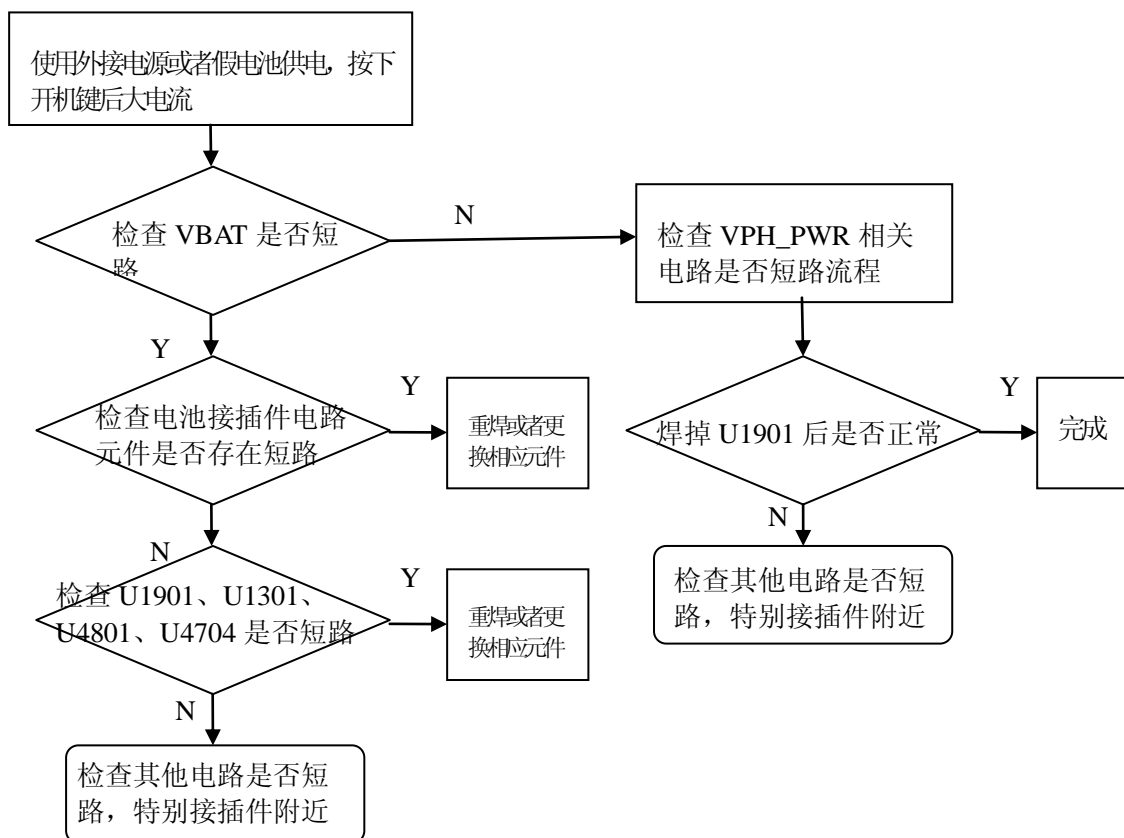 使用外接电源或者假电池供电，按下
开机键后大电流
检查 VBAT 是否短
路
N
检查 VPH_PWR 相关
电路是否短路流程
Y
检查电池接插件电路
元件是否存在短路
Y
重焊或者更
换相应元件
焊掉 U1901 后是否正常
Y
完成
N
检查其他电路是否短
路，特别接插件附近
N
检查 U1901、U1301、
U4801、U4704 是否短路
Y
重焊或者更
换相应元件
N
检查其他电路是否短
路，特别接插件附近